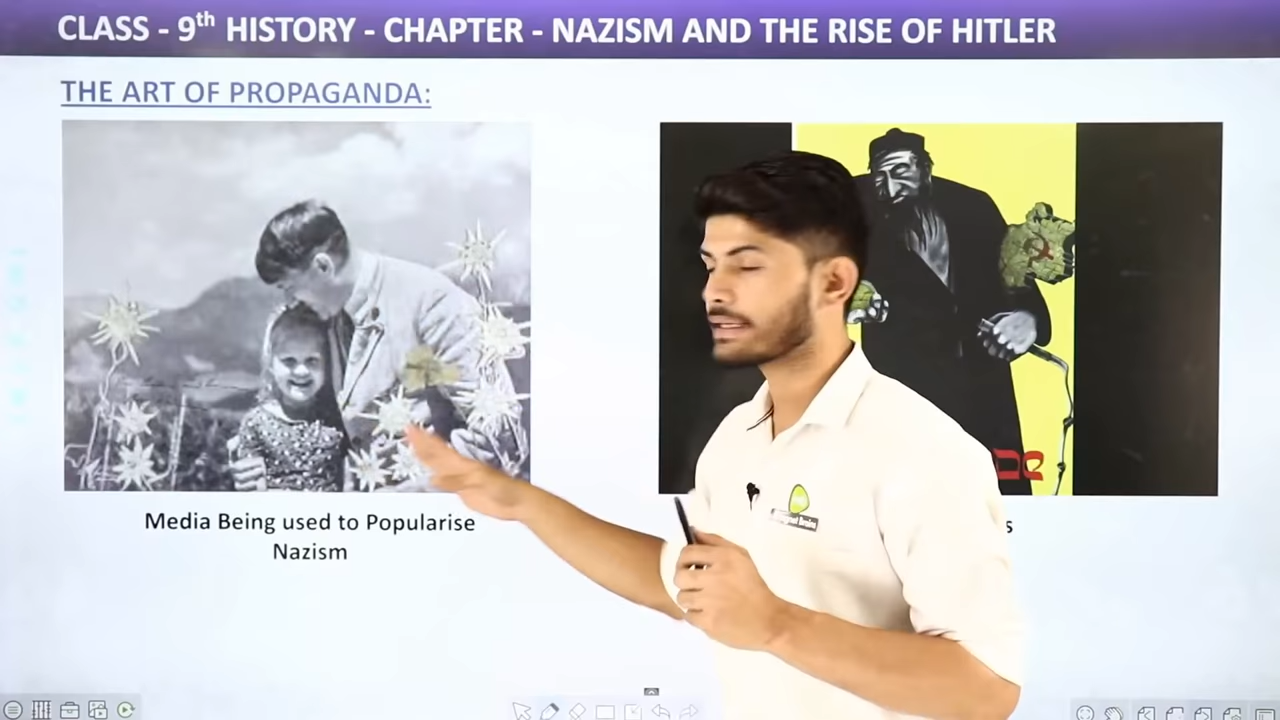 CLASS - 9th HISTORY - CHAPTER - NAZISM AND THE RISE OF HITLER
THE ART OF PROPAGANDA:
Media Being used to Popularise
Nazism